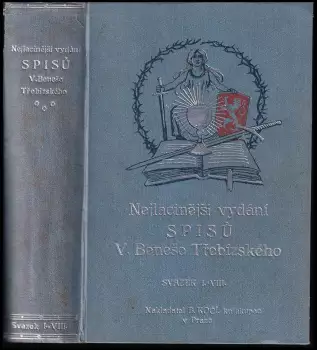 Nejlacinější vydání
SPISŮ
V. Beneše
Třebízského
Svazek I-VIII.
Nejlacinější vydání
SPISŮ
V. Beneše Třebízského
SVAZEK I.-VIII.
Nakladatel B. KOČÍ, knihkupec
v Praze